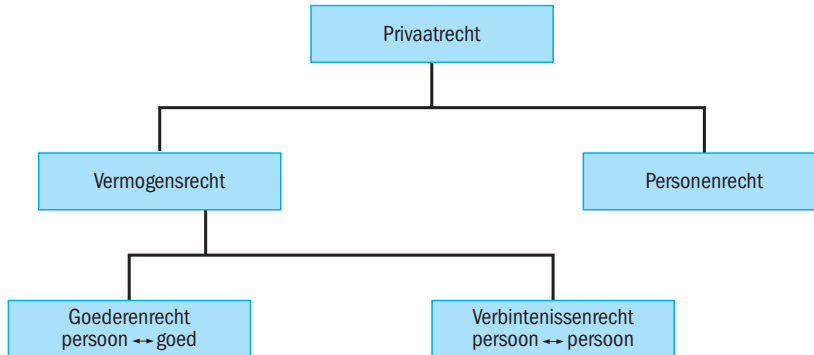 Privaatrecht
Vermogensrecht
Personenrecht
Goederenrecht
persoon ↔ goed
Verbintenissenrecht
persoon ↔ persoon